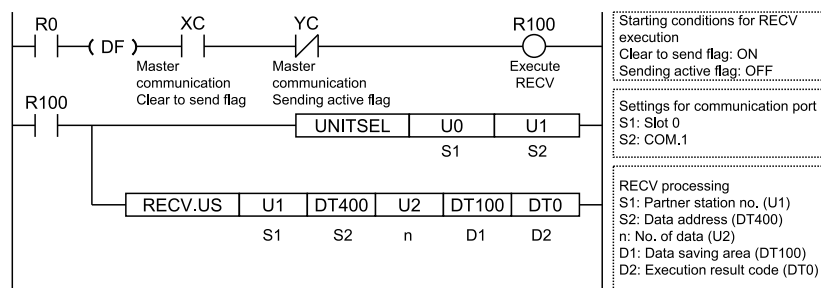 R0
XC
YC
R100
( DF )
Master
communication
Clear to send flag
Master
communication
Sending active flag
Execute
RECV
Starting conditions for RECV
execution
Clear to send flag: ON
Sending active flag: OFF
R100
UNITSEL U0 U1
S1 S2
Settings for communication port
S1: Slot 0
S2: COM.1
RECV.US U1 DT400 U2 DT100 DT0
S1 S2 n D1 D2
RECV processing
S1: Partner station no. (U1)
S2: Data address (DT400)
n: No. of data (U2)
D1: Data saving area (DT100)
D2: Execution result code (DT0)